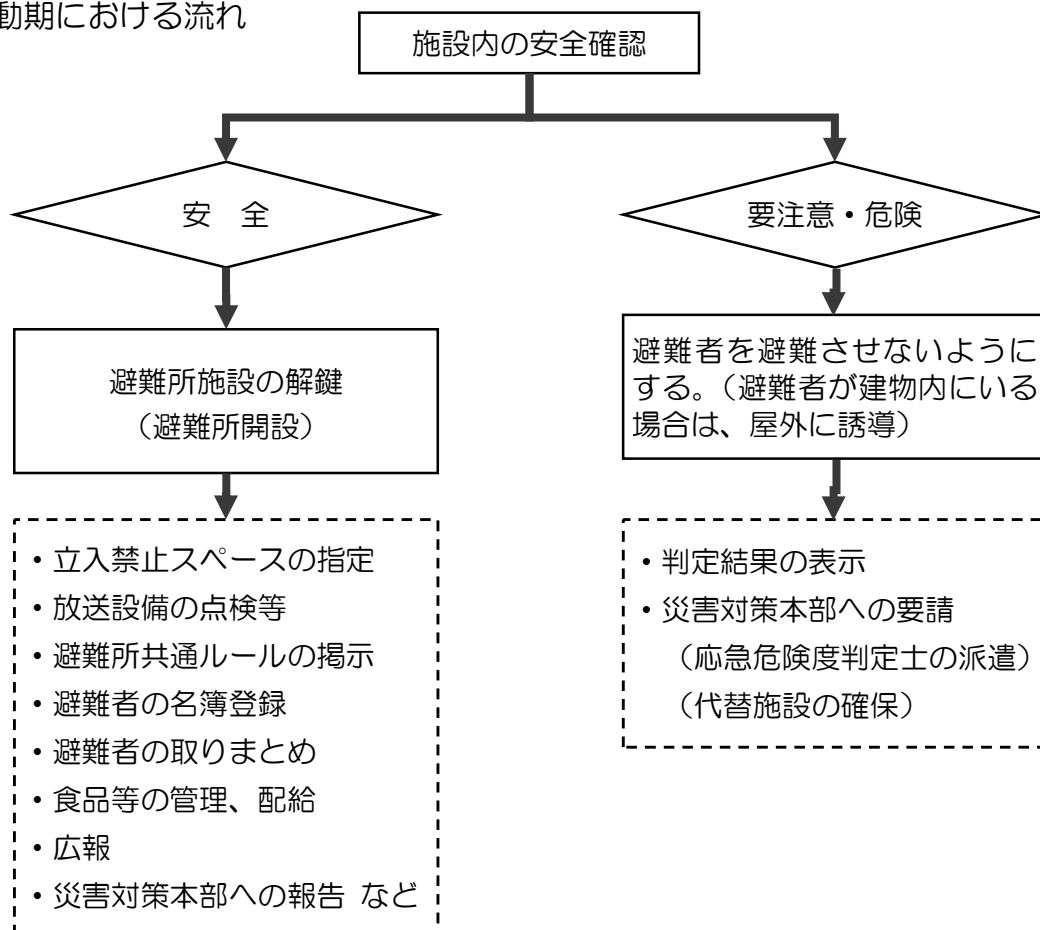 動期における流れ
施設内の安全確認
安　全
要注意・危険
避難所施設の解鍵
（避難所開設）
避難者を避難させないように
する。（避難者が建物内にいる
場合は、屋外に誘導）
・立入禁止スペースの指定
・放送設備の点検等
・避難所共通ルールの掲示
・避難者の名簿登録
・避難者の取りまとめ
・食品等の管理、配給
・広報
・災害対策本部への報告 など
・判定結果の表示
・災害対策本部への要請
（応急危険度判定士の派遣）
（代替施設の確保）